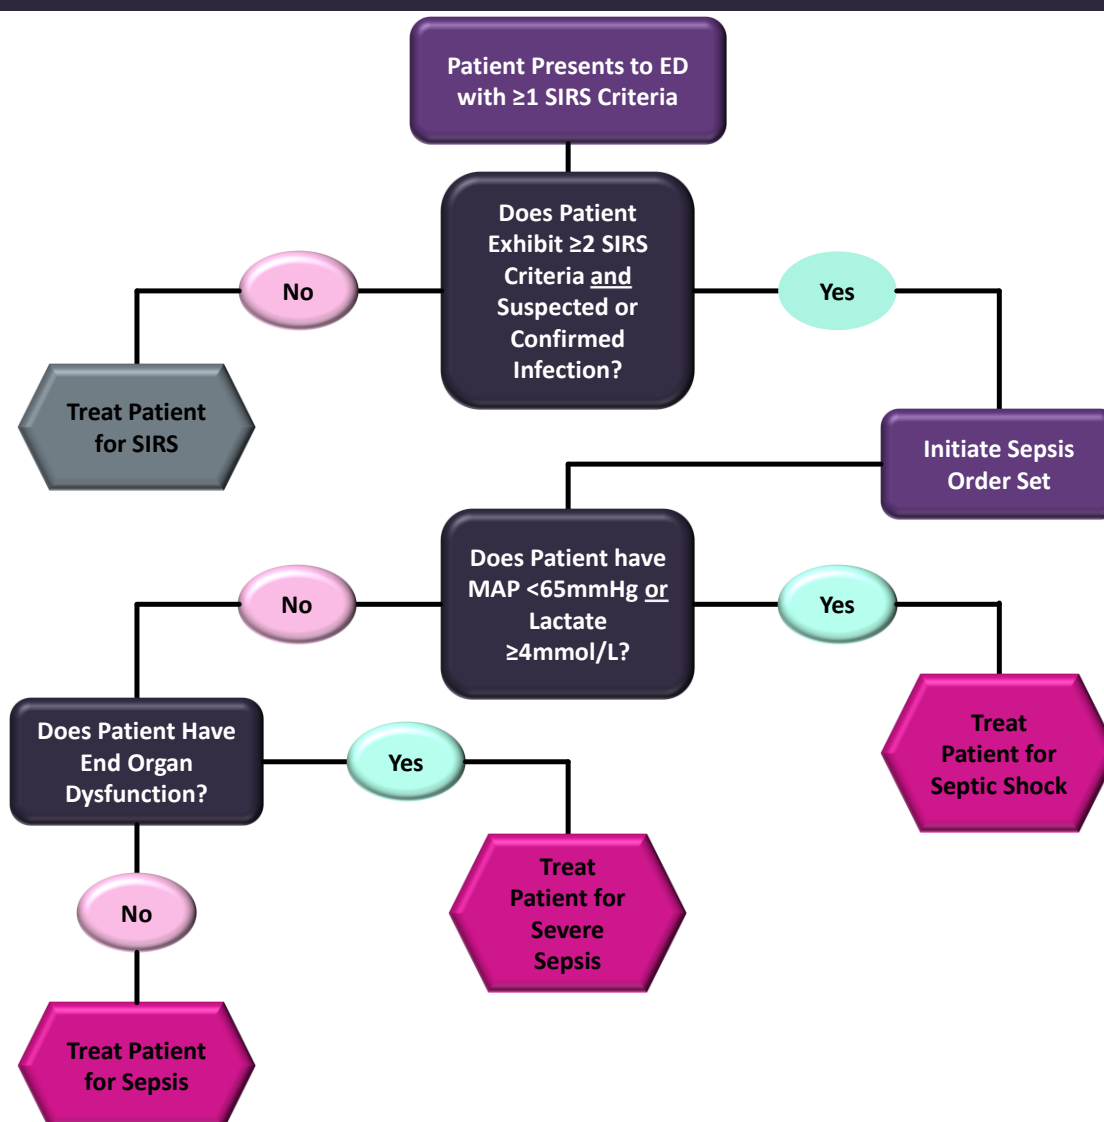 Patient Presents to ED
with ≥1 SIRS Criteria
Does Patient
Exhibit ≥2 SIRS
Criteria and
Suspected or
Confirmed
Infection?
No
Yes
Treat Patient
for SIRS
Initiate Sepsis
Order Set
Does Patient have
MAP <65mmHg or
Lactate
≥4mmol/L?
No
Yes
Does Patient Have
End Organ
Dysfunction?
Yes
Treat
Patient for
Septic Shock
No
Treat
Patient for
Severe
Sepsis
Treat Patient
for Sepsis